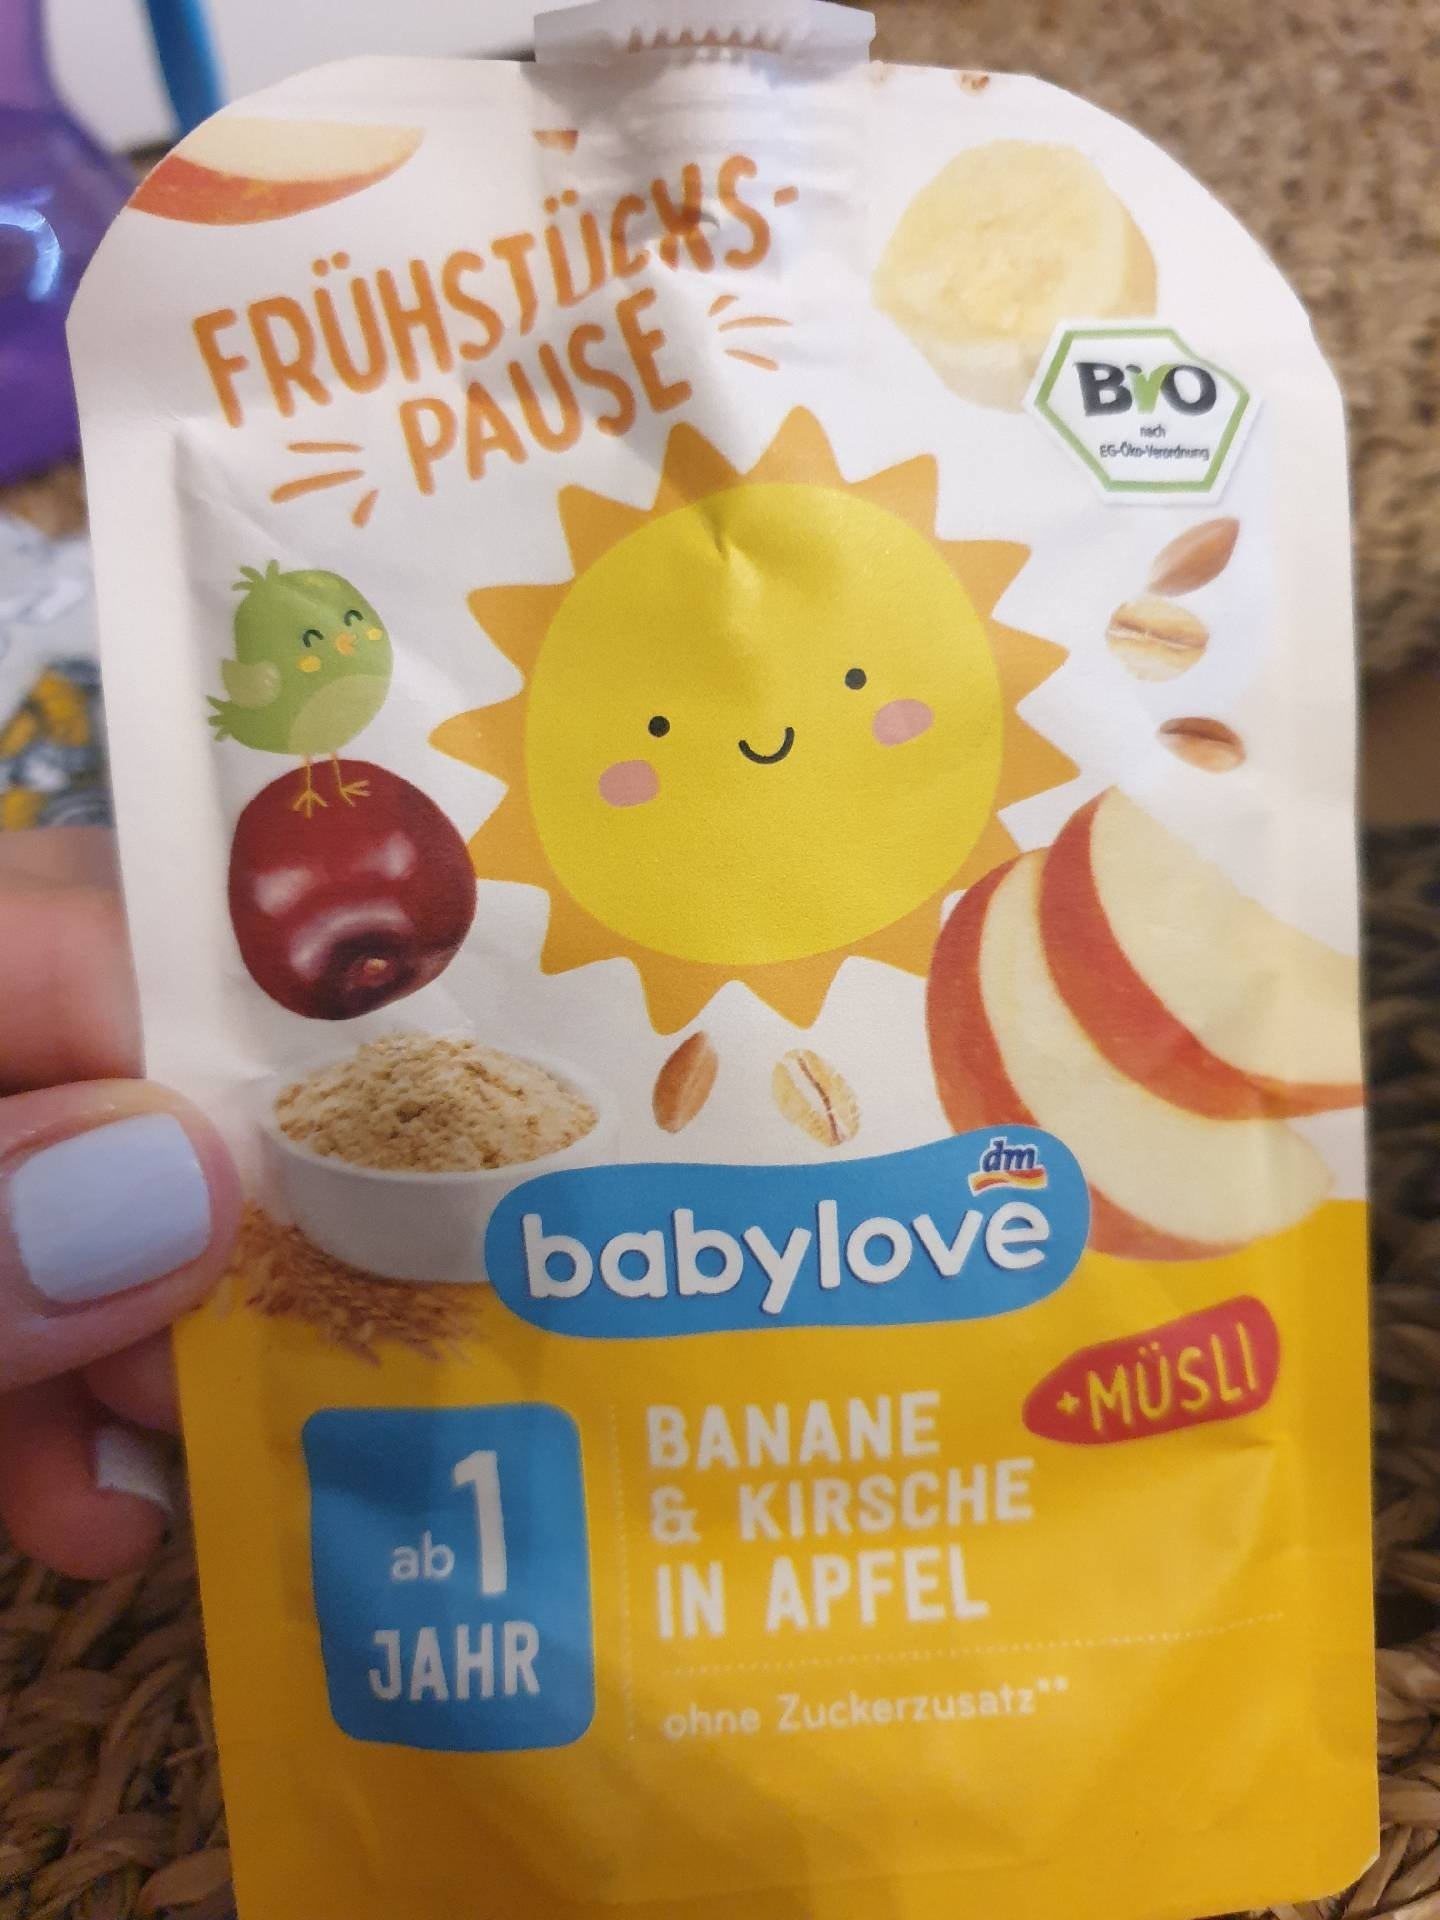 FRÜHSTÜCKS-
PAUSE
BIO
nach
EG-Öko-Verordnung
dm
babylove
+MÜSLI
ab 1
JAHR
BANANE
& KIRSCHE
IN APFEL
ohne Zuckerzusatz**